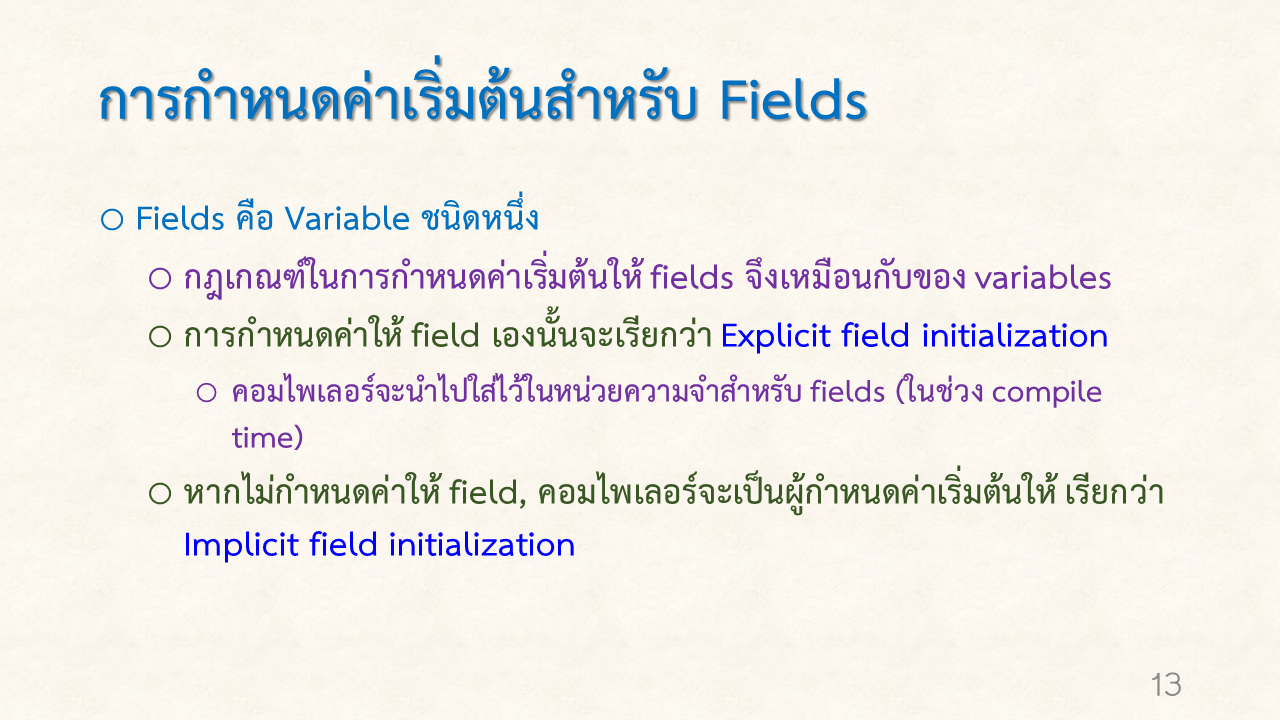 การกำหนดค่าเริ่มต้นสำหรับ Fields
Fields คือ Variable ชนิดหนึ่ง
กฎเกณฑ์ในการกำหนดค่าเริ่มต้นให้ fields จึงเหมือนกับของ variables
การกำหนดค่าให้ field เองนั้นจะเรียกว่า Explicit field initialization
คอมไพเลอร์จะนำไปใส่ไว้ในหน่วยความจำสำหรับ fields (ในช่วง compile
time)
หากไม่กำหนดค่าให้ field, คอมไพเลอร์จะเป็นผู้กำหนดค่าเริ่มต้นให้ เรียกว่า
Implicit field initialization
13